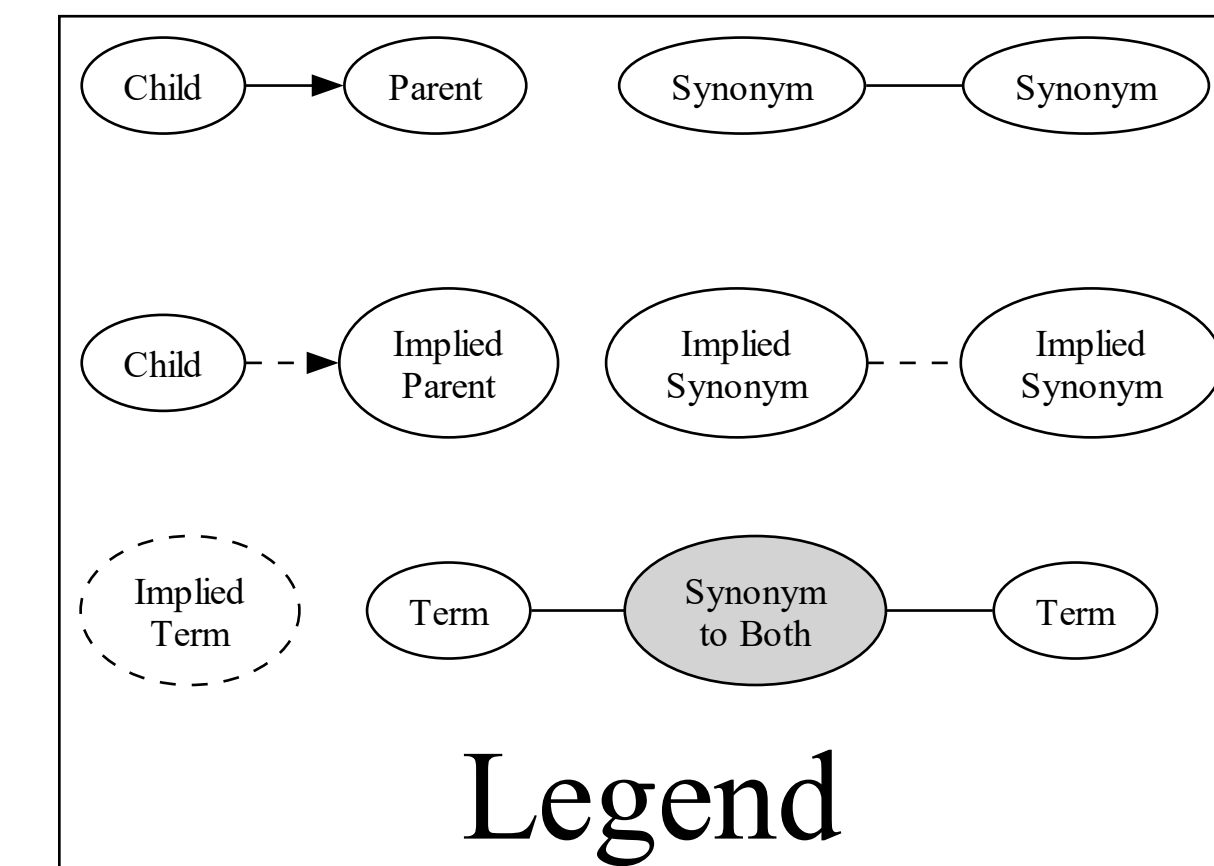 Child
Parent
Synonym
Synonym
Child
Implied
Parent
Implied
Synonym
Implied
Synonym
Implied
Term
Term
Synonym
to Both
Term
Legend